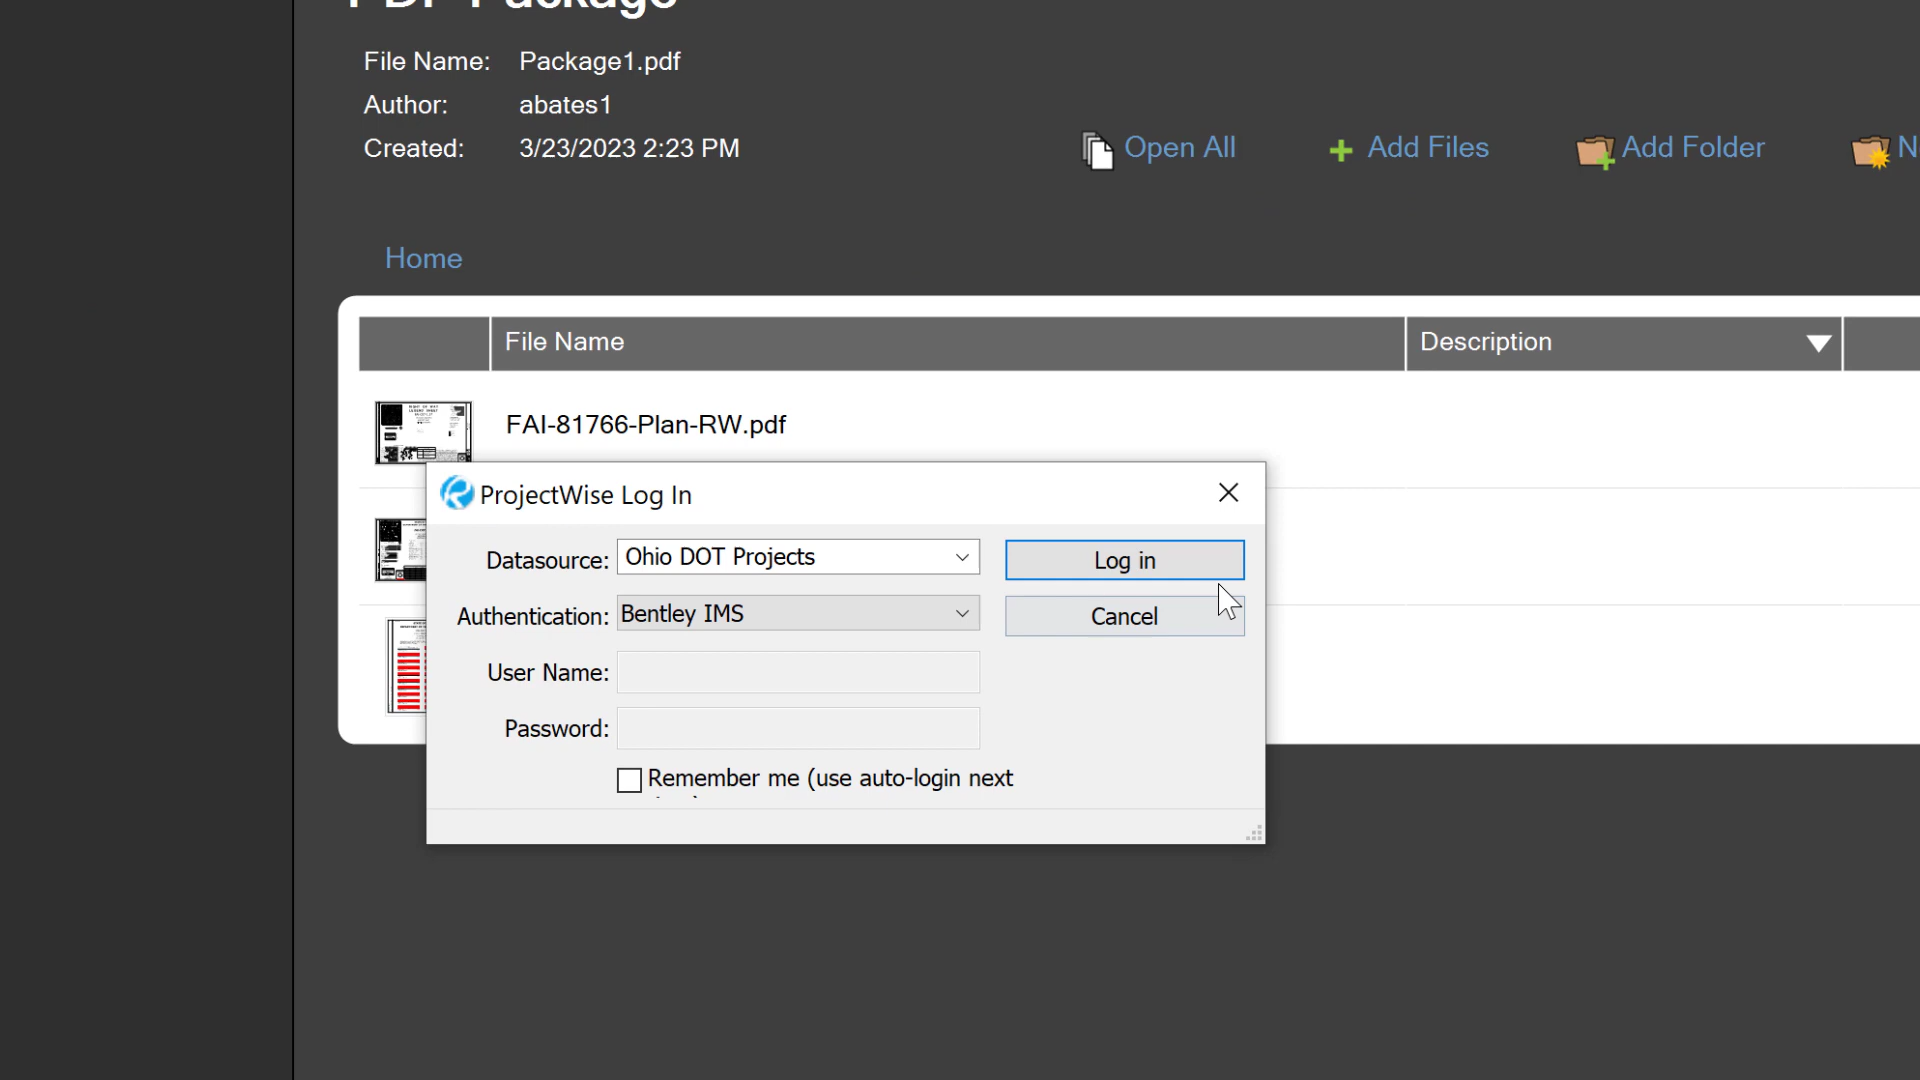 PDF Package
File Name: Package1.pdf
Author: abates1
Created: 3/23/2023 2:23 PM
Open All
Add Files
Add Folder
Home
File Name
Description
FAI-81766-Plan-RW.pdf
ProjectWise Log In
Datasource: Ohio DOT Projects
Log in
Authentication: Bentley IMS
Cancel
User Name:
Password:
Remember me (use auto-login next